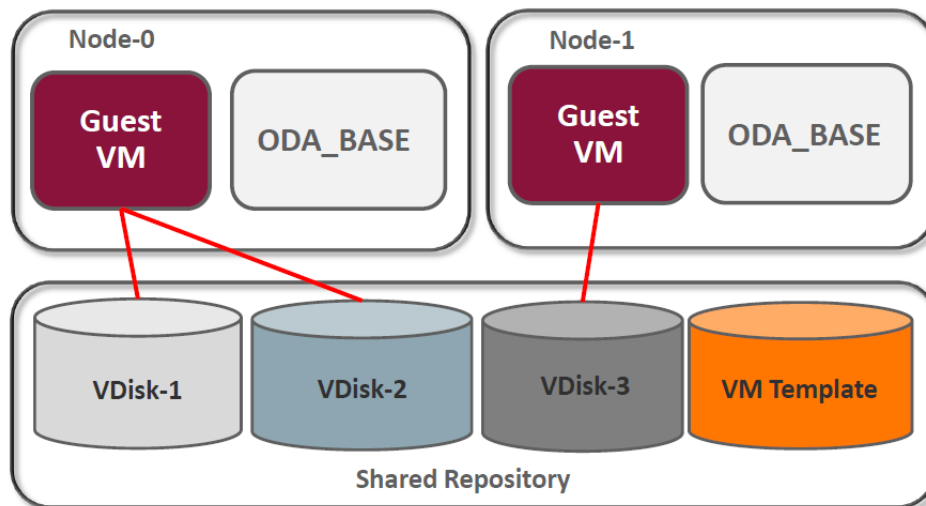 Node-0
Guest
VM
ODA_BASE
Node-1
Guest
VM
ODA_BASE
VDisk-1
VDisk-2
VDisk-3
VM Template
Shared Repository